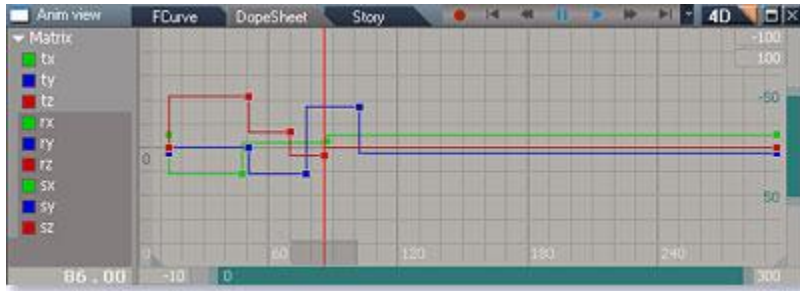 Anim view FCurve DopeSheet Story 4D
Matrix
tx
ty
tz
rx
ry
rz
sx
sy
sz
-100
100
-50
0
50
0 60 120 180 240
86.00 -10 0 300